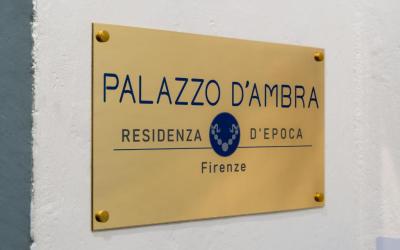 PALAZZO D'AMBRA
RESIDENZA D'EPOCA
Firenze